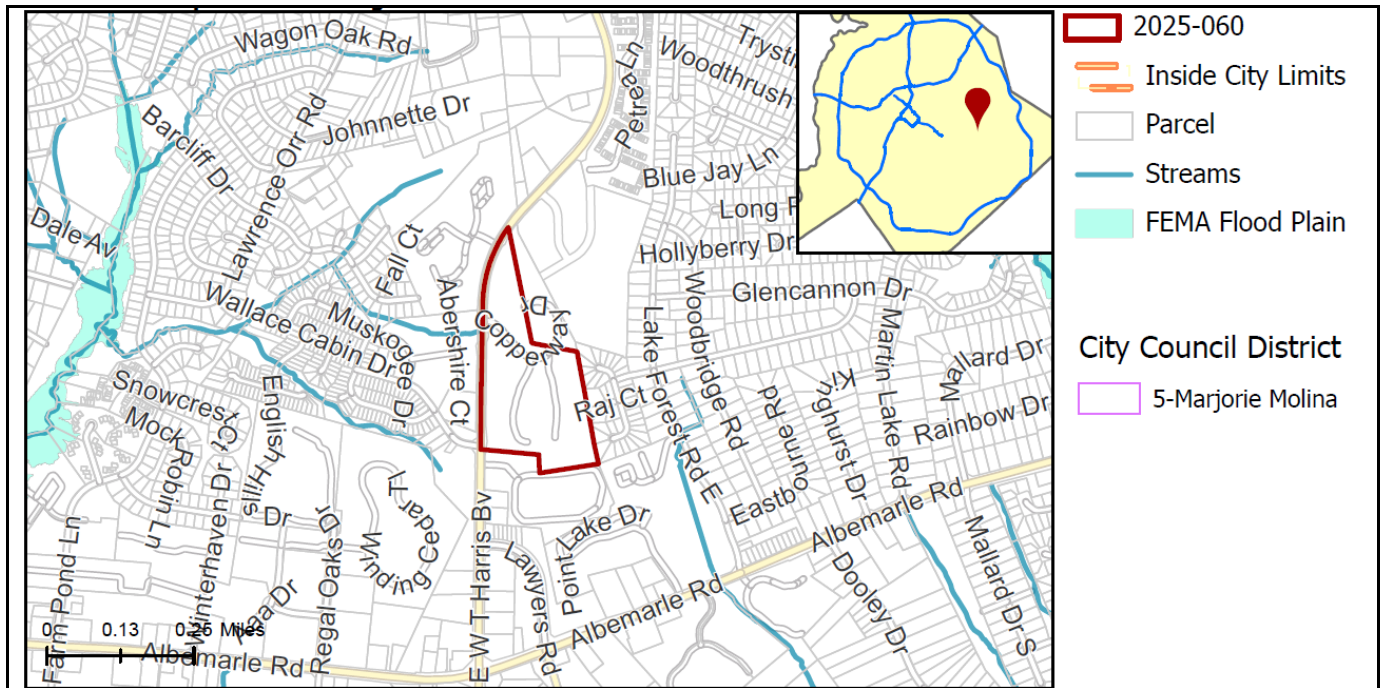 Wagon Oak Rd
Woodthrush
Petrea Ln
Johnnette Dr
Barcliff Dr
Lawrence Orr Rd
Blue Jay Ln
Long
Dale Av
Fall Ct
Hollyberry Dr
Glencannon Dr
Wallace Cabin Dr
Muskogee Dr
Abershire Ct
Copper
Way
Dr
Lake Forest Rd E
Woodbridge Rd
Martin Lake Rd
Mallard Dr
Snowcrest Ct
Mock
Robin Ln
English Hills
Dr
Raj Ct
Knghurst Dr
Rainbow Dr
Winterhaven Dr
Winding Cedar
Eastbourne Rd
Albemarle Rd
Farm Ponds Ln
Regal Oaks Dr
E W T Harris Bv
Lawyers Rd
Point Lake Dr
Dooley Dr
Mallard Dr S
Albemarle Rd
Albemarle Rd
0 0.13 0.25 Miles
2025-060
Inside City Limits
Parcel
Streams
FEMA Flood Plain
City Council District
5-Marjorie Molina